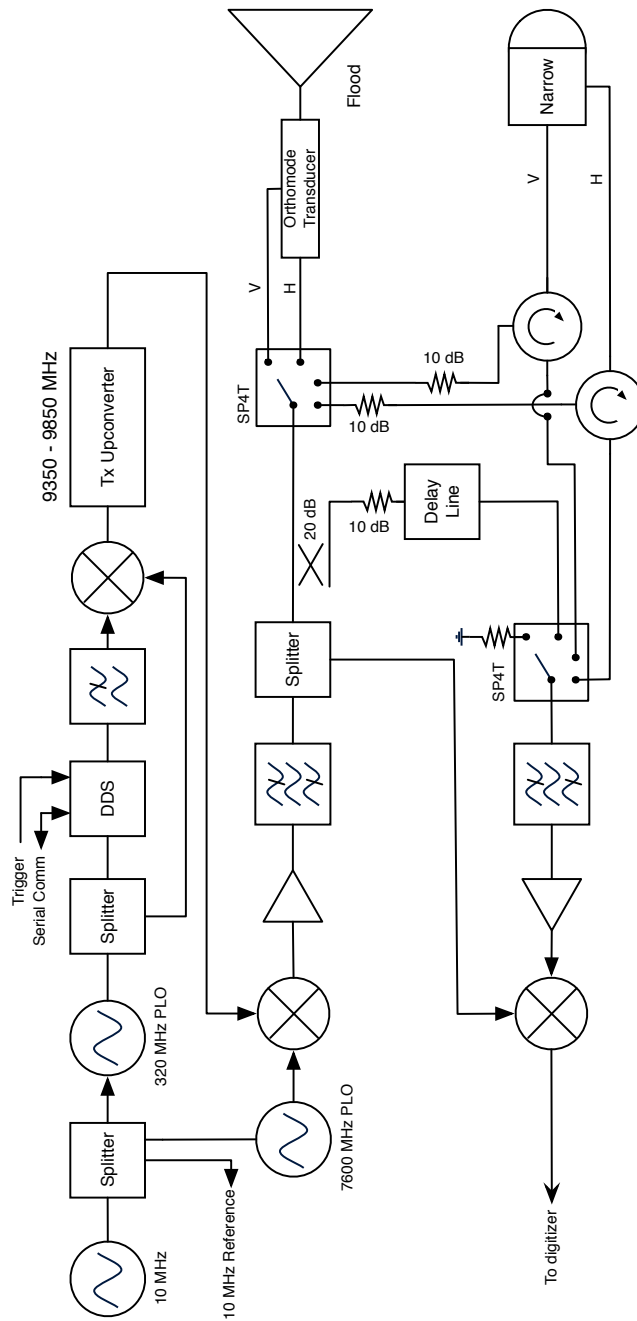 10 MHz
Splitter
10 MHz Reference
320 MHz PLO
Splitter
Trigger
Serial Comm
DDS
Tx Upconverter
9350 - 9850 MHz
7600 MHz PLO
Splitter
20 dB
10 dB
Delay
Line
SP4T
10 dB
10 dB
V
H
Orthomode
Transducer
Flood
SP4T
V
H
Narrow
To digitizer